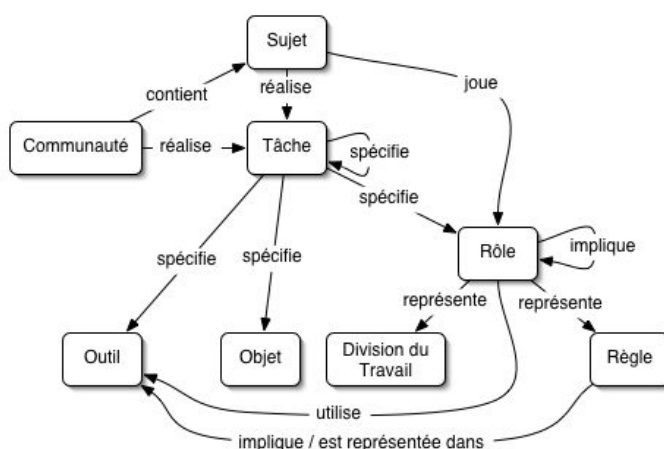 Sujet
contient
réalise
joue
Communauté
réalise
Tâche
spécifie
spécifie
spécifie
spécifie
Rôle
implique
représente
représente
Outil
Objet
Division du
Travail
Règle
utilise
implique / est représentée dans